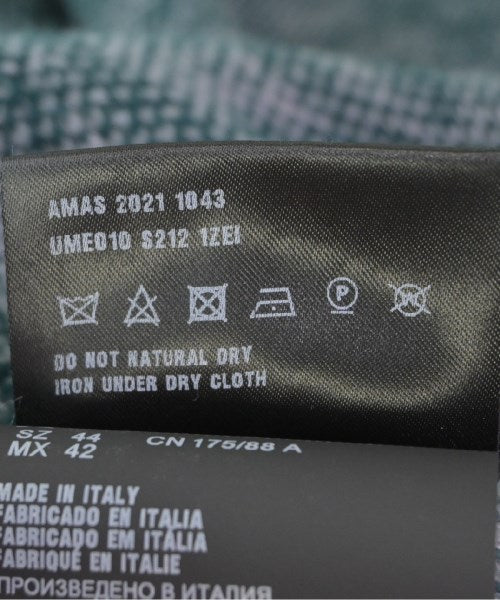 AMAS 2021 1043
UME010 S212 1ZEI
P W
DO NOT NATURAL DRY
IRON UNDER DRY CLOTH
SZ 44 CN 175/88 A
MX 42
MADE IN ITALY
FABRICADO EN ITALIA
FABRICADO EM ITÁLIA
FABRIQUÉ EN ITALIE
ПРОИЗВЕДЕНО В ИТАЛИЯ